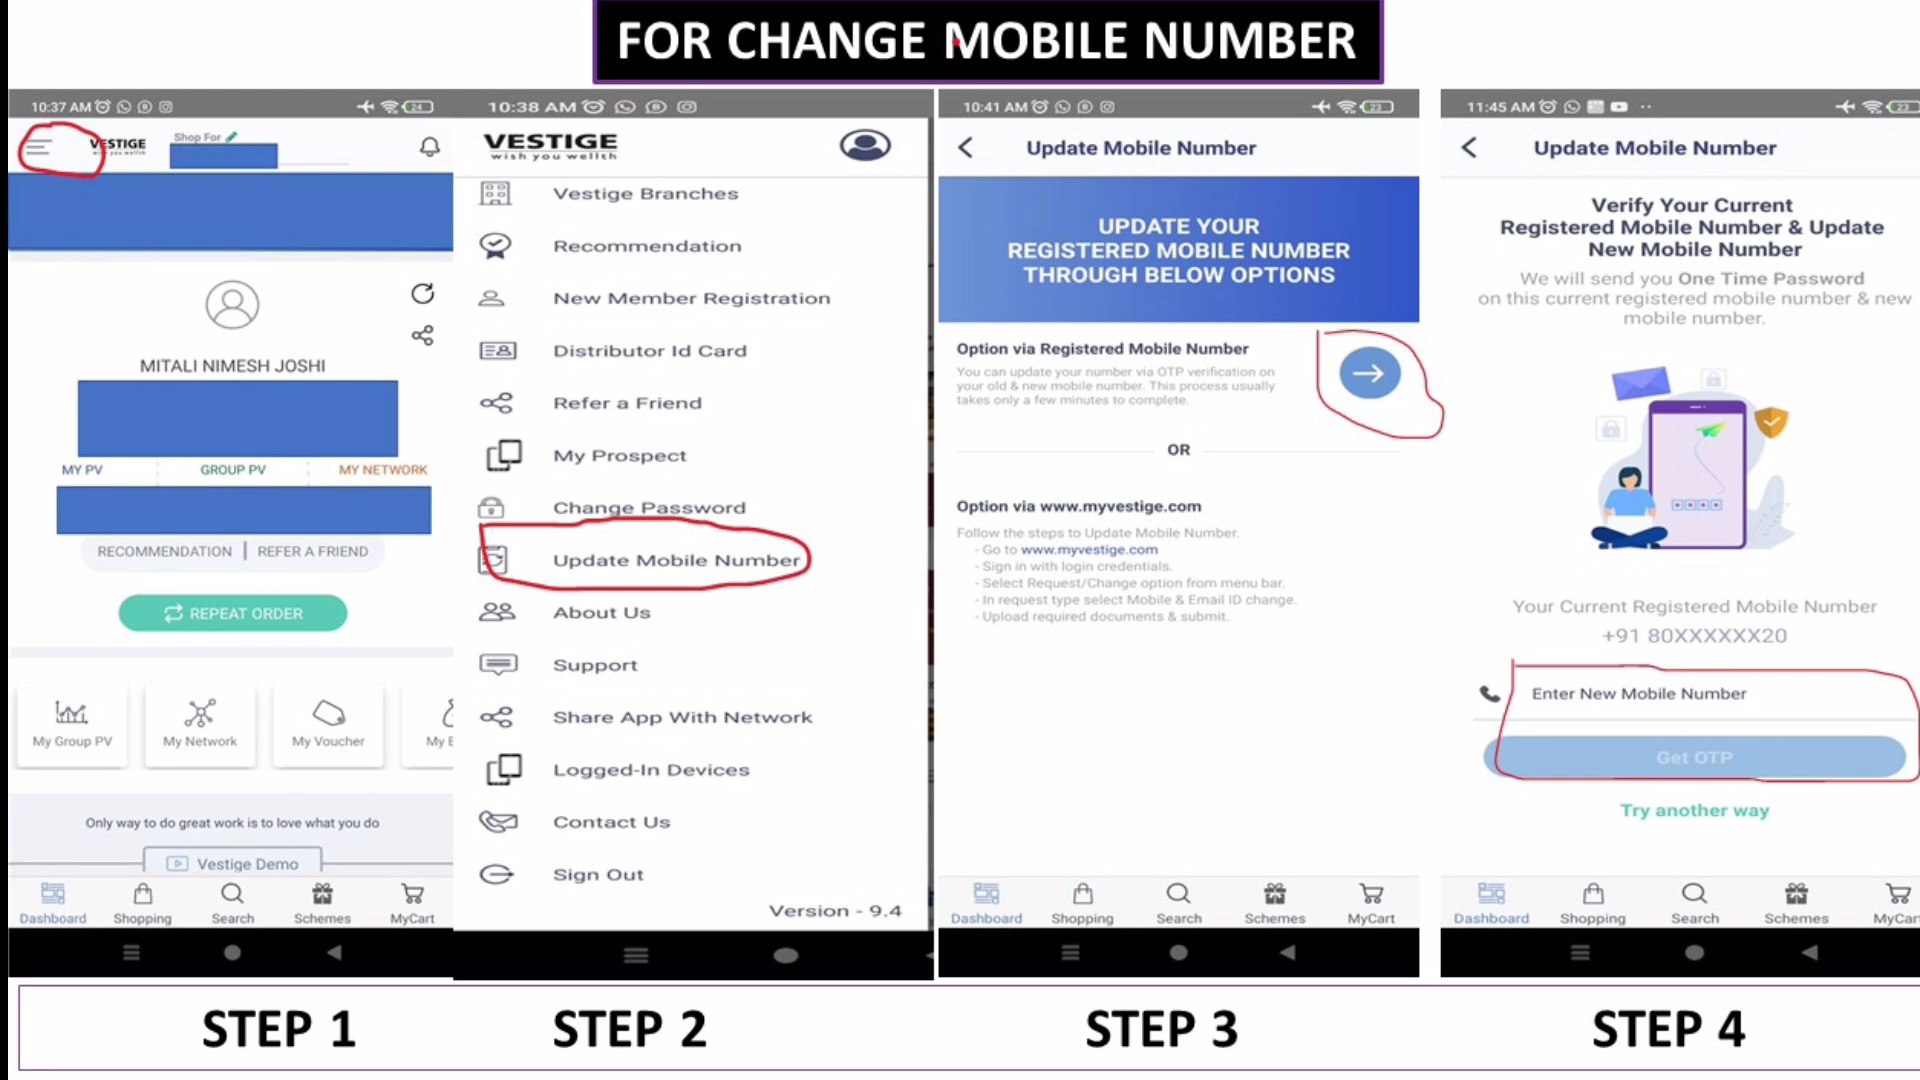 FOR CHANGE MOBILE NUMBER
10:37 AM
24
VESTIGE
wish you wellth
Shop For
MITALI NIMESH JOSHI
MY PV
GROUP PV
MY NETWORK
RECOMMENDATION | REFER A FRIEND
REPEAT ORDER
My Group PV
My Network
My Voucher
Only way to do great work is to love what you do
Vestige Demo
Dashboard
Shopping
Search
Schemes
MyCart
STEP 1
10:38 AM
VESTIGE
wish you wellth
Vestige Branches
Recommendation
New Member Registration
Distributor Id Card
Refer a Friend
My Prospect
Change Password
Update Mobile Number
About Us
Support
Share App With Network
Logged-In Devices
Contact Us
Sign Out
Version - 9.4
STEP 2
10:41 AM
23
Update Mobile Number
UPDATE YOUR
REGISTERED MOBILE NUMBER
THROUGH BELOW OPTIONS
Option via Registered Mobile Number
You can update your number via OTP verification on
your old & new mobile number. This process usually
takes only a few minutes to complete.
OR
Option via www.myvestige.com
Follow the steps to Update Mobile Number.
- Go to www.myvestige.com
- Sign in with login credentials.
- Select Request/Change option from menu bar.
- In request type select Mobile & Email ID change.
- Upload required documents & submit.
Dashboard
Shopping
Search
Schemes
MyCart
STEP 3
11:45 AM
Update Mobile Number
Verify Your Current
Registered Mobile Number & Update
New Mobile Number
We will send you One Time Password
on this current registered mobile number & new
mobile number.
Your Current Registered Mobile Number
+91 80XXXXXX20
Enter New Mobile Number
Get OTP
Try another way
Dashboard
Shopping
Search
Schemes
STEP 4